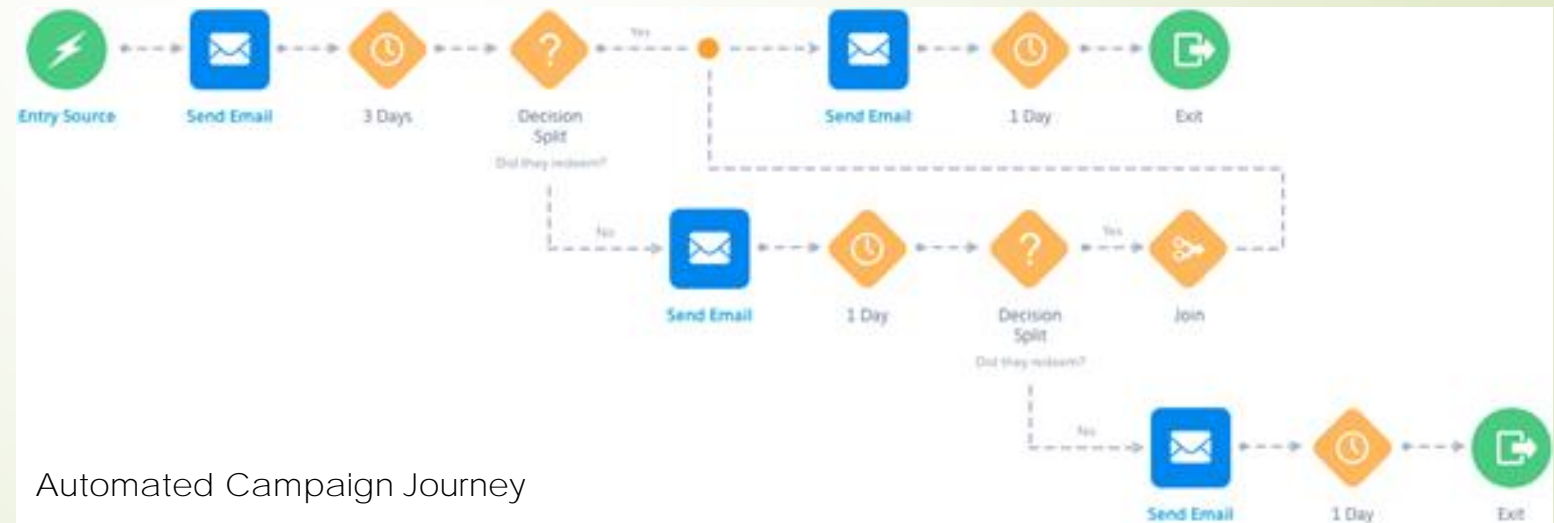 Yes
Entry Source
Send Email
3 Days
Decision
Split
Did they redeem?
Send Email
1 Day
Exit
No
Yes
Send Email
1 Day
Decision
Split
Did they redeem?
Join
No
Send Email
1 Day
Exit
Automated Campaign Journey